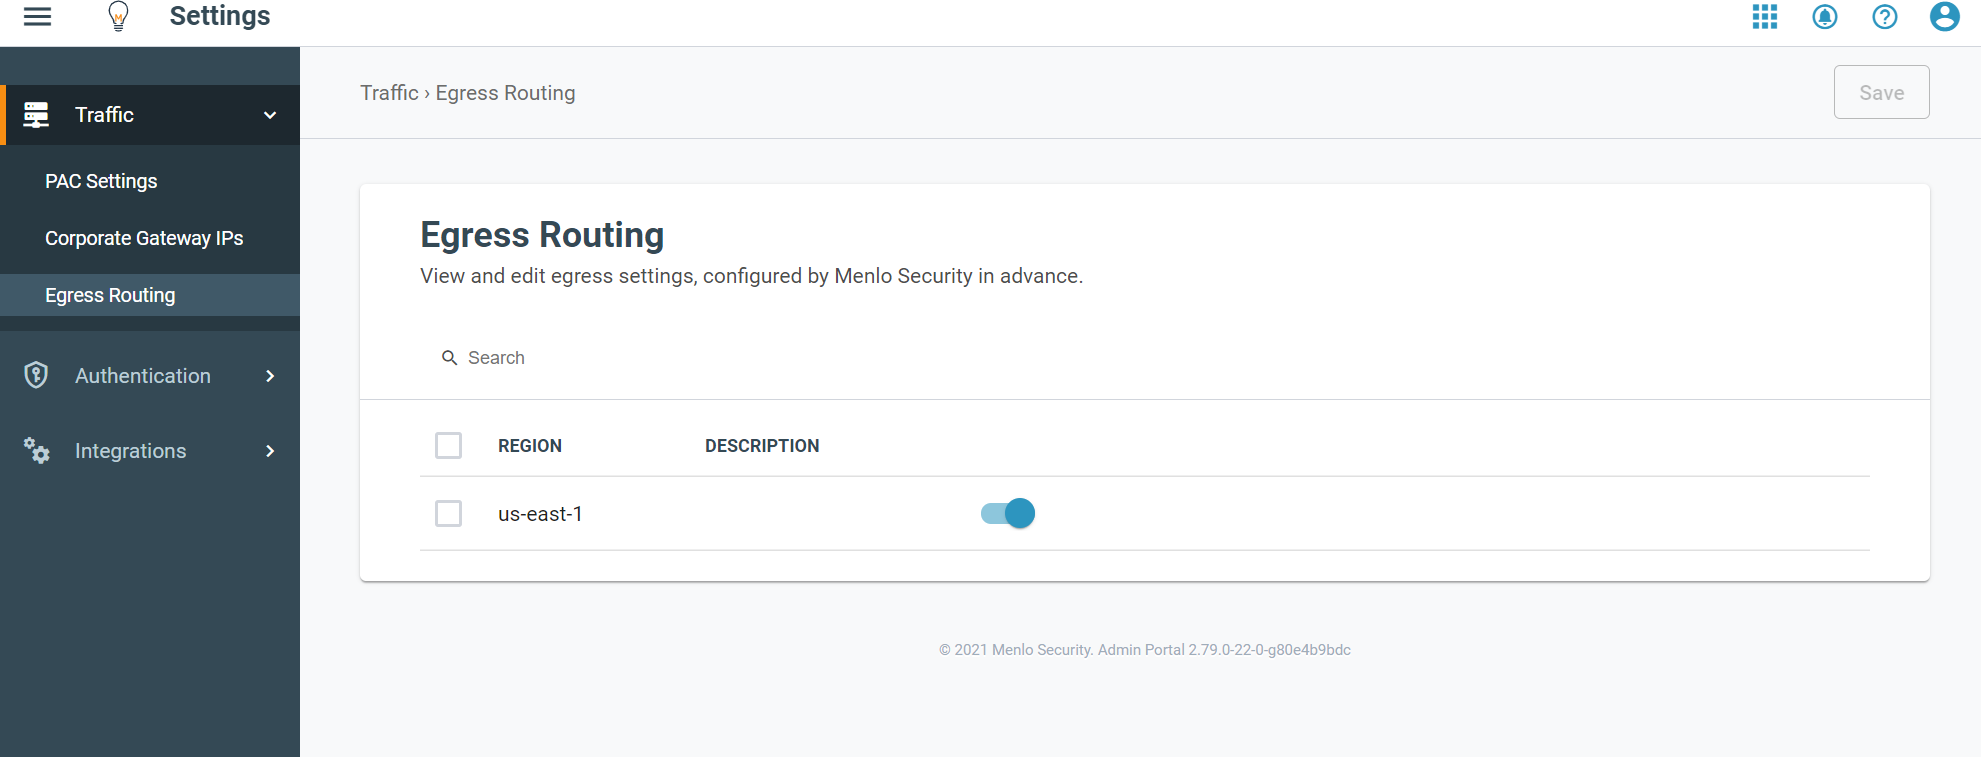 Settings
Traffic
PAC Settings
Corporate Gateway IPs
Egress Routing
Authentication
Integrations
Traffic › Egress Routing
Save
Egress Routing
View and edit egress settings, configured by Menlo Security in advance.
Search
REGION DESCRIPTION
us-east-1
© 2021 Menlo Security. Admin Portal 2.79.0-22-0-g80e4b9bdc